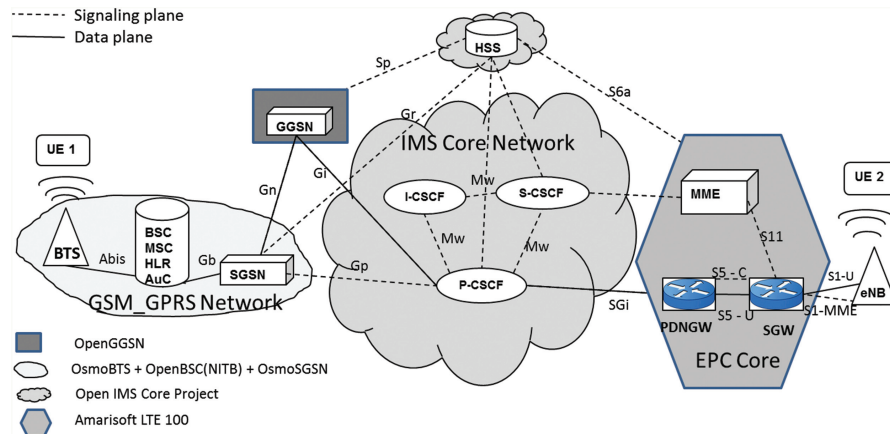 Signaling plane
Data plane
HSS
Sp
S6a
GGSN
Gr
IMS Core Network
UE 1
UE 2
Gn
Gi
I-CSCF
Mw
S-CSCF
MME
BTS
Abis
BSC
MSC
HLR
AuC
Gb
SGSN
Gp
Mw
Mw
S11
P-CSCF
SGi
S5 - C
S1-U
eNB
S5 - U
S1-MME
PDNGW
SGW
GSM_GPRS Network
EPC Core
OpenGGSN
OsmoBTS + OpenBSC(NITB) + OsmoSGSN
Open IMS Core Project
Amarisoft LTE 100